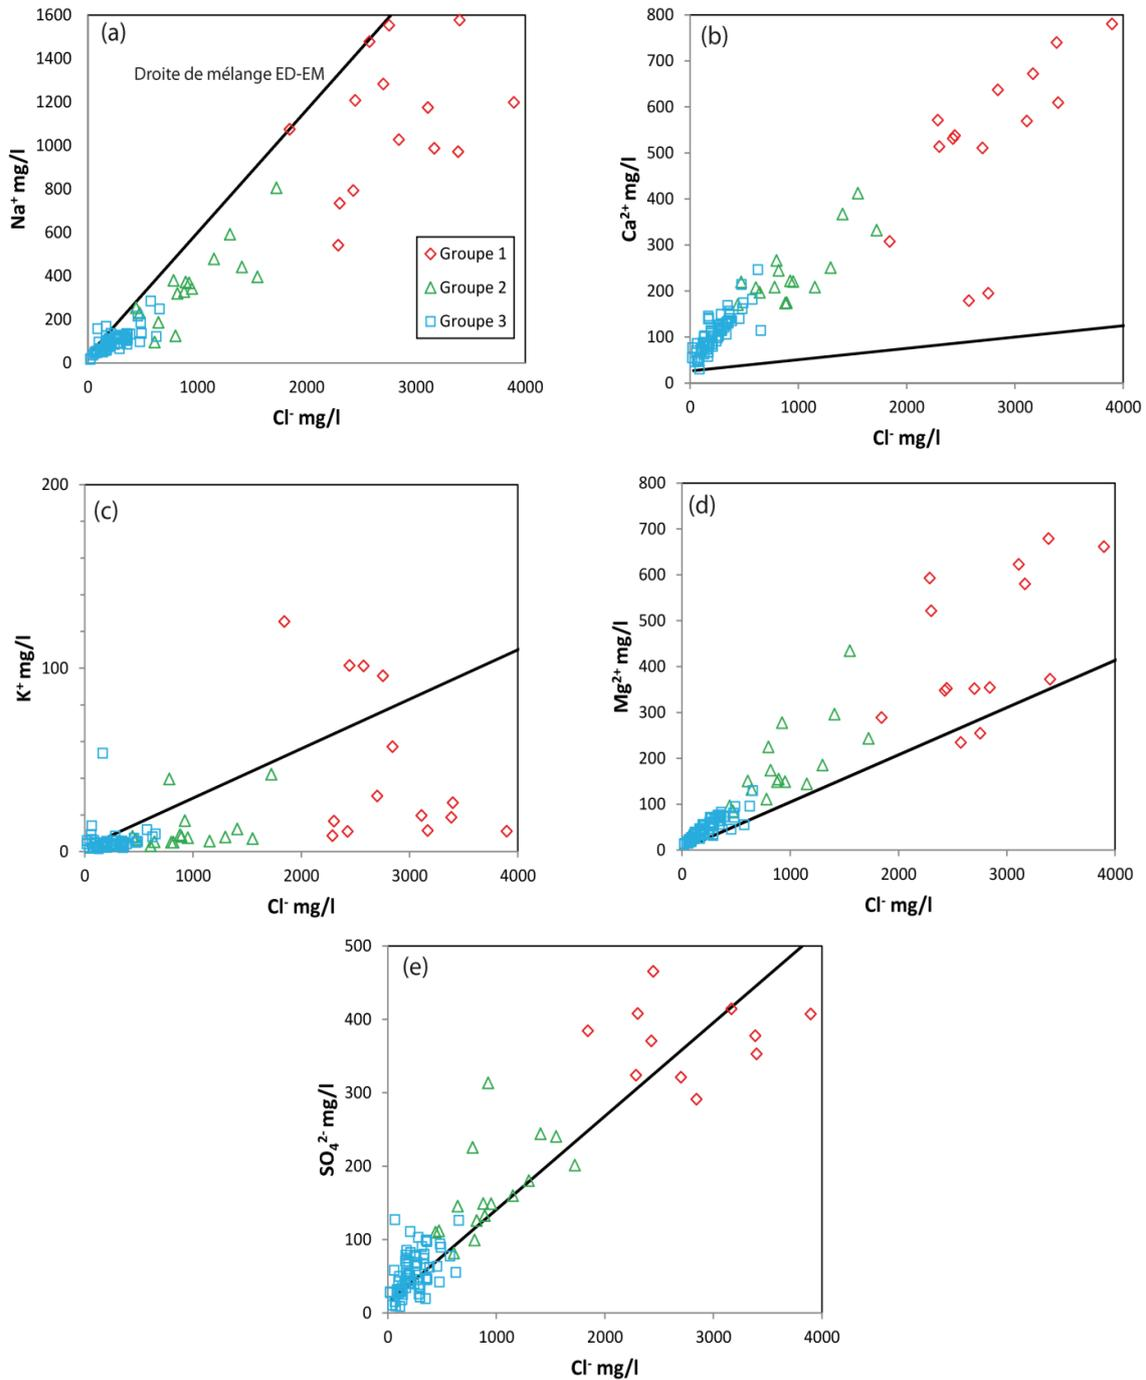 (a)
Droite de mélange ED-EM
1600
1400
1200
1000
800
600
400
200
0
Na⁺ mg/l
0 1000 2000 3000 4000
Cl⁻ mg/l
Groupe 1
Groupe 2
Groupe 3
(b)
800
700
600
500
400
300
200
100
0
Ca²⁺ mg/l
0 1000 2000 3000 4000
Cl⁻ mg/l
(c)
200
100
0
K⁺ mg/l
0 1000 2000 3000 4000
Cl⁻ mg/l
(d)
800
700
600
500
400
300
200
100
0
Mg²⁺ mg/l
0 1000 2000 3000 4000
Cl⁻ mg/l
(e)
500
400
300
200
100
0
SO₄²⁻ mg/l
0 1000 2000 3000 4000
Cl⁻ mg/l